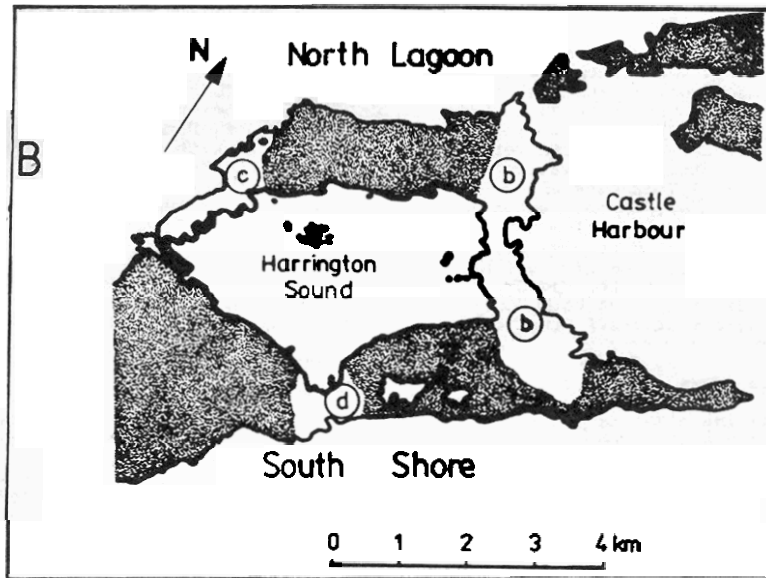 B
N
North Lagoon
c
b
Castle
Harbour
Harrington
Sound
b
d
South Shore
0 1 2 3 4 km